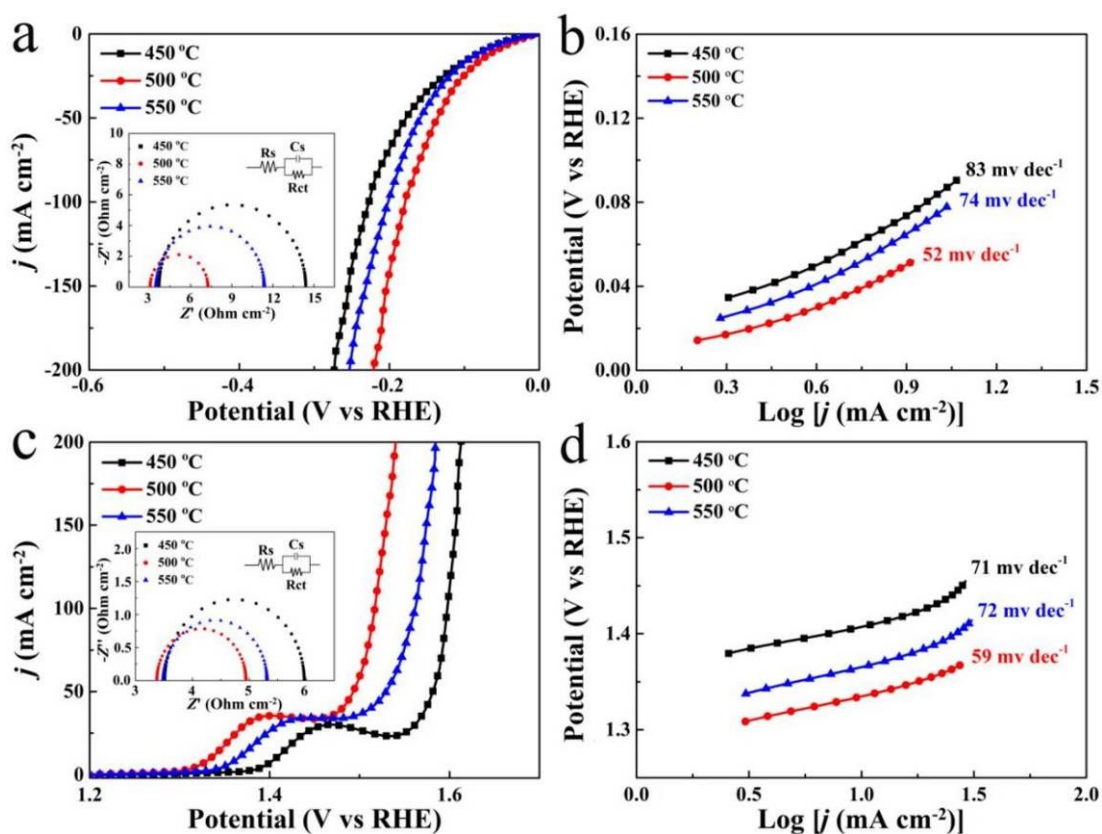 a
450 °C
500 °C
550 °C
j (mA cm-2)
0
-50
-100
-150
-200
-0.6
-0.4
-0.2
0.0
Potential (V vs RHE)
450 °C
500 °C
550 °C
Rs
Cs
Rct
-Z'' (Ohm cm-2)
10
8
6
4
2
0
3
6
9
12
15
Z' (Ohm cm-2)
b
450 °C
500 °C
550 °C
Potential (V vs RHE)
0.16
0.12
0.08
0.04
0.00
83 mv dec-1
74 mv dec-1
52 mv dec-1
0.3
0.6
0.9
1.2
1.5
Log [j (mA cm-2)]
c
450 °C
500 °C
550 °C
j (mA cm-2)
200
150
100
50
0
1.2
1.4
1.6
Potential (V vs RHE)
450 °C
500 °C
550 °C
Rs
Cs
Rct
-Z'' (Ohm cm-2)
2.0
1.5
1.0
0.5
0.0
3
4
5
6
Z' (Ohm cm-2)
d
450 °C
500 °C
550 °C
Potential (V vs RHE)
1.6
1.5
1.4
1.3
71 mv dec-1
72 mv dec-1
59 mv dec-1
0.0
0.5
1.0
1.5
2.0
Log [j (mA cm-2)]